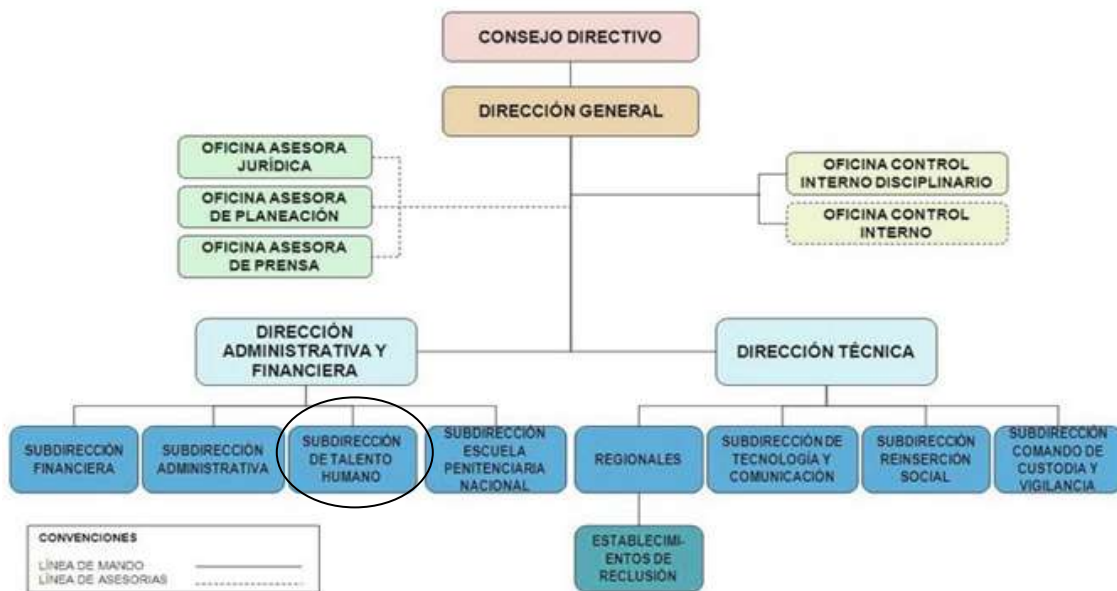 CONSEJO DIRECTIVO
DIRECCIÓN GENERAL
OFICINA ASESORA
JURÍDICA
OFICINA ASESORA
DE PLANEACIÓN
OFICINA ASESORA
DE PRENSA
OFICINA CONTROL
INTERNO DISCIPLINARIO
OFICINA CONTROL
INTERNO
DIRECCIÓN
ADMINISTRATIVA Y
FINANCIERA
DIRECCIÓN TÉCNICA
SUBDIRECCIÓN
FINANCIERA
SUBDIRECCIÓN
ADMINISTRATIVA
SUBDIRECCIÓN
DE TALENTO
HUMANO
SUBDIRECCIÓN
ESCUELA
PENITENCIARIA
NACIONAL
REGIONALES
SUBDIRECCIÓN DE
TECNOLOGÍA Y
COMUNICACIÓN
SUBDIRECCIÓN
REINSERCIÓN
SOCIAL
SUBDIRECCIÓN
COMANDO DE
CUSTODIA Y
VIGILANCIA
ESTABLECIMI-
ENTOS DE
RECLUSIÓN
CONVENCIONES
LÍNEA DE MANDO
LÍNEA DE ASESORIAS